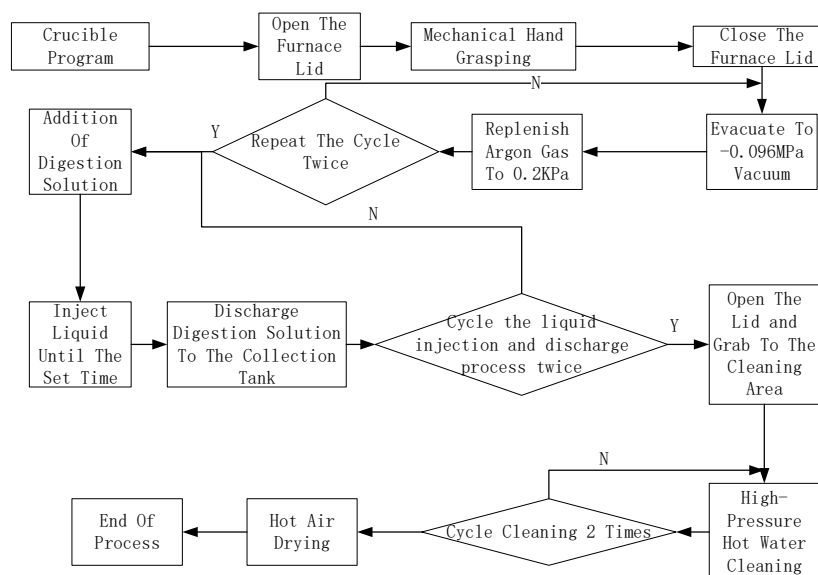 Crucible
Program
Open The
Furnace
Lid
Mechanical Hand
Grasping
Close The
Furnace Lid
N
Evacuate To
-0.096MPa
Vacuum
Replenish
Argon Gas
To 0.2KPa
Repeat The Cycle
Twice
Y
Addition
Of
Digestion
Solution
N
Inject
Liquid
Until The
Set Time
Discharge
Digestion Solution
To The Collection
Tank
Cycle the liquid
injection and discharge
process twice
Y
Open The
Lid and
Grab To The
Cleaning
Area
N
High-
Pressure
Hot Water
Cleaning
Cycle Cleaning 2 Times
Hot Air
Drying
End Of
Process